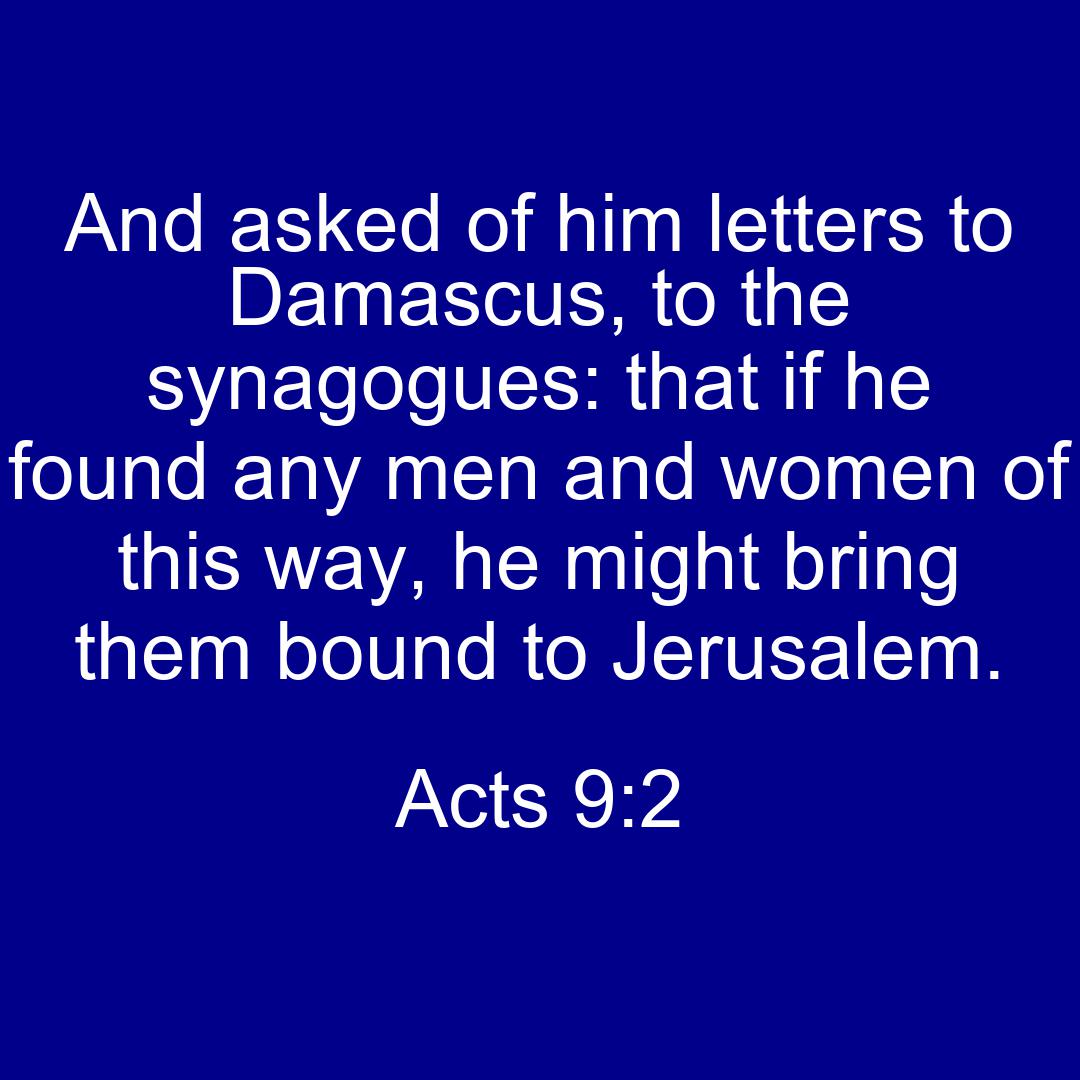 And asked of him letters to
Damascus, to the
synagogues: that if he
found any men and women of
this way, he might bring
them bound to Jerusalem.
Acts 9:2